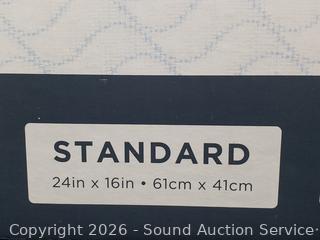 STANDARD
24in x 16in • 61cm x 41cm
Copyright 2026 - Sound Auction Service